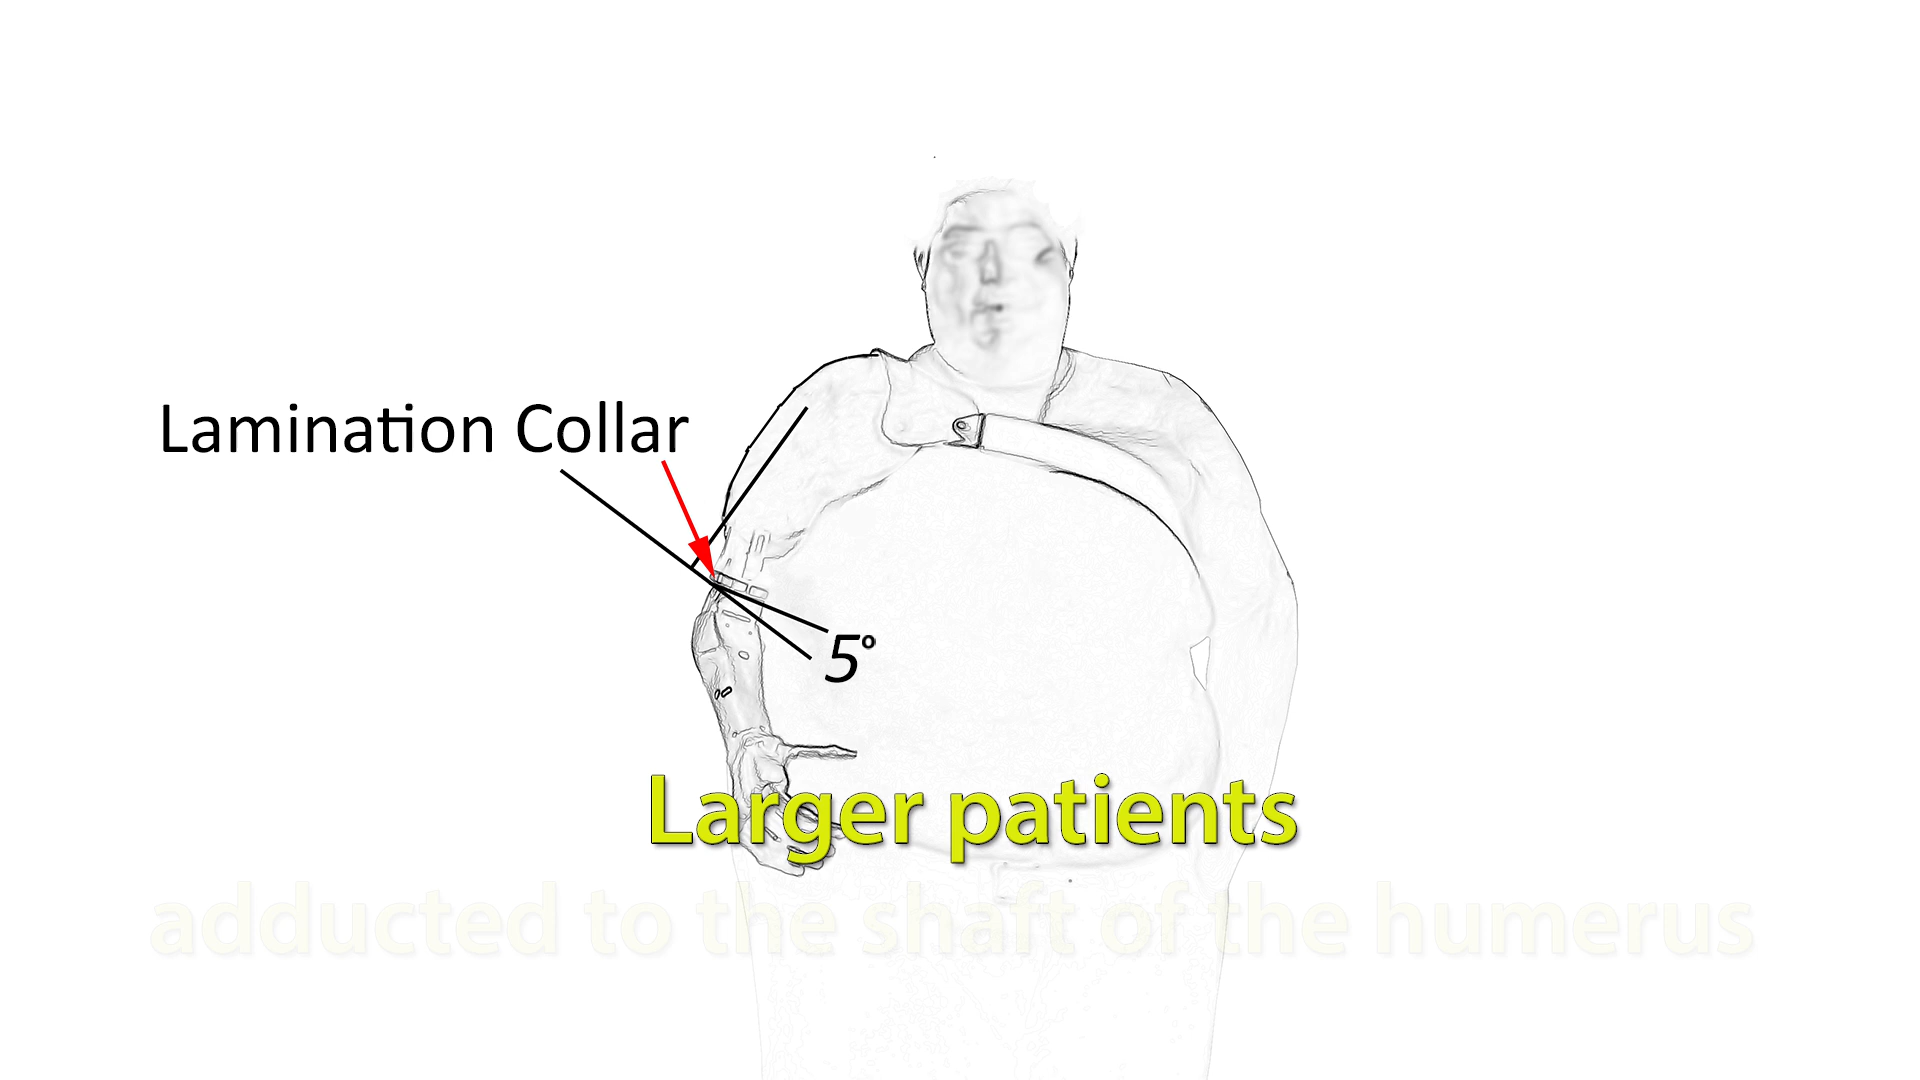 Lamination Collar
5°
Larger patients
adducted to the shaft of the humerus